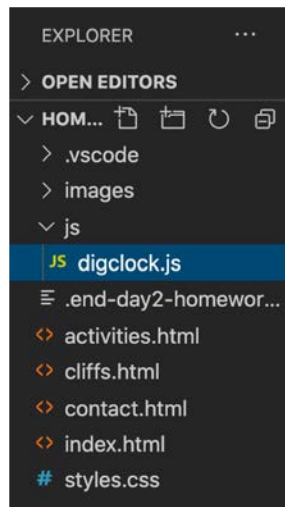 EXPLORER ...
> OPEN EDITORS
HOM...
> .vscode
> images
js
JS digclock.js
.end-day2-homewor...
<> activities.html
<> cliffs.html
<> contact.html
<> index.html
# styles.css